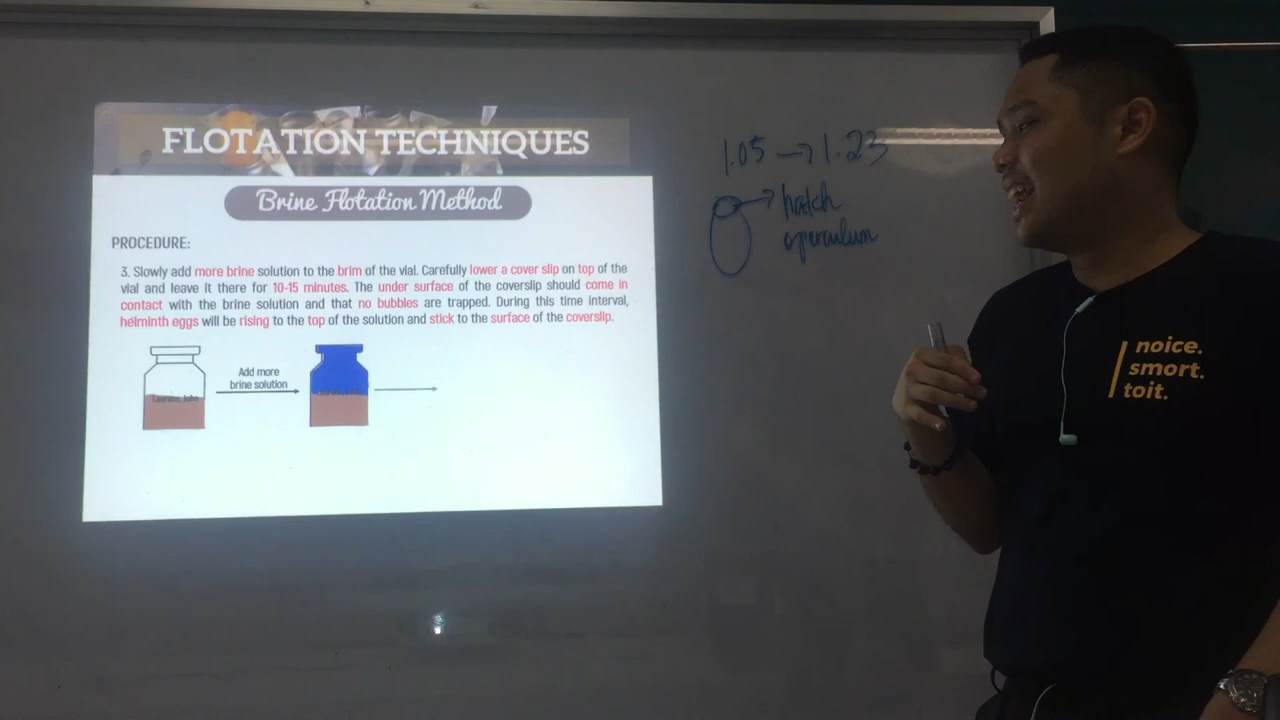 FLOTATION TECHNIQUES
Brine Flotation Method
PROCEDURE:
3. Slowly add more brine solution to the brim of the vial. Carefully lower a cover slip on top of the
vial and leave it there for 10-15 minutes. The under surface of the coverslip should come in
contact with the brine solution and that no bubbles are trapped. During this time interval,
helminth eggs will be rising to the top of the solution and stick to the surface of the coverslip.
Add more
brine solution
1.05 → 1.23
→ hatch
operculum
noice.
smort.
toit.